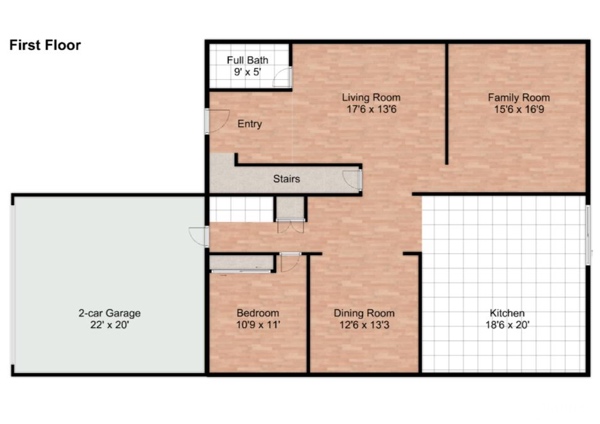 First Floor
Full Bath
9' x 5'
Living Room
17'6 x 13'6
Family Room
15'6 x 16'9
Entry
Stairs
2-car Garage
22' x 20'
Bedroom
10'9 x 11'
Dining Room
12'6 x 13'3
Kitchen
18'6 x 20'